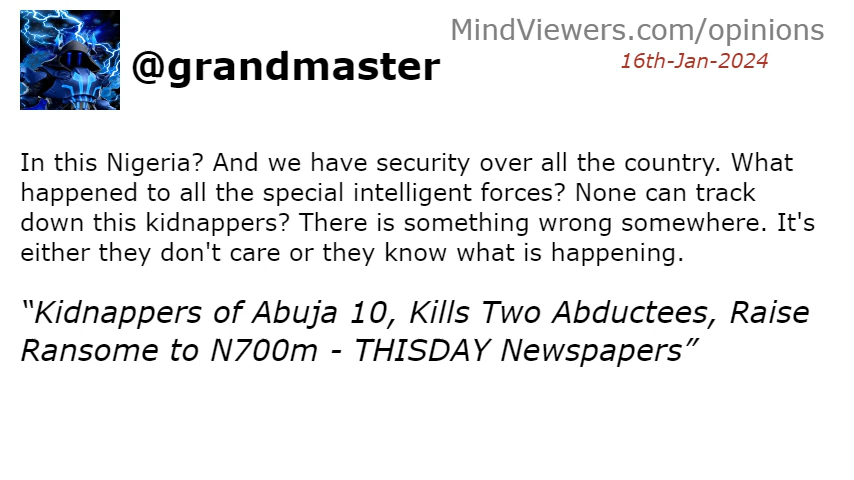 MindViewers.com/opinions
@grandmaster
16th-Jan-2024
In this Nigeria? And we have security over all the country. What
happened to all the special intelligent forces? None can track
down this kidnappers? There is something wrong somewhere. It's
either they don't care or they know what is happening.
“Kidnappers of Abuja 10, Kills Two Abductees, Raise
Ransome to N700m - THISDAY Newspapers”